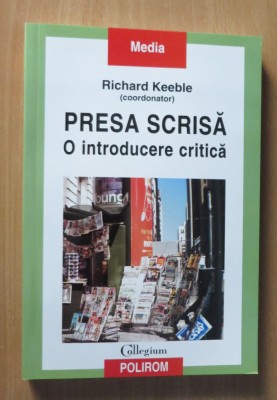 Media
Richard Keeble
(coordonator)
PRESA SCRISĂ
O introducere critică
Collegium
POLIROM